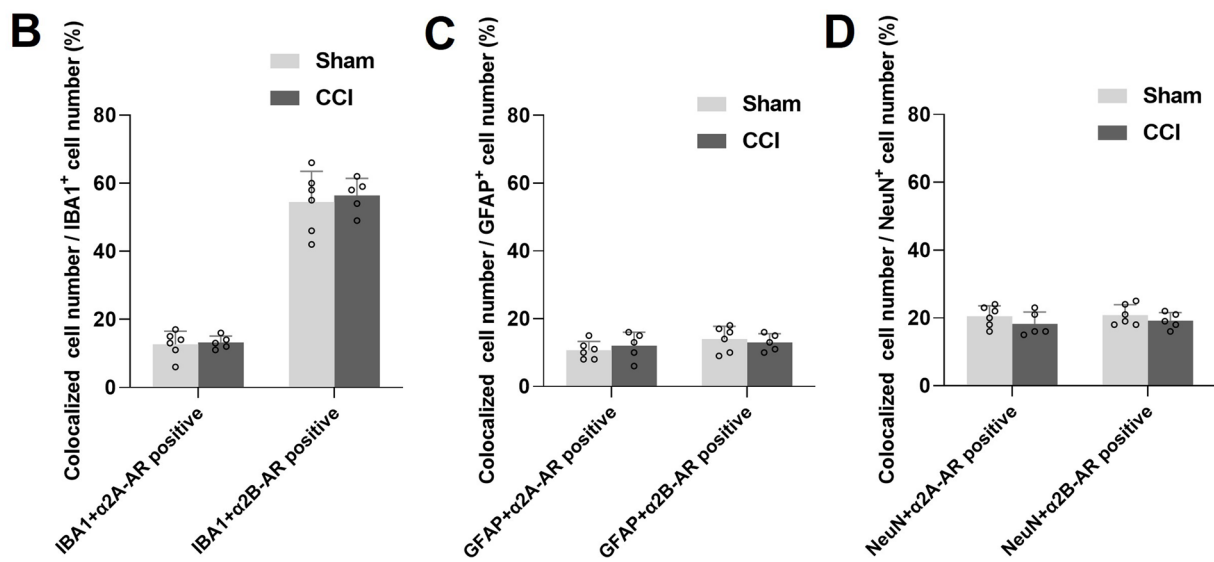 B
Colocalized cell number / IBA1⁺ cell number (%)
Sham
CCI
80
60
40
20
0
IBA1+α2A-AR positive
IBA1+α2B-AR positive
C
Colocalized cell number / GFAP⁺ cell number (%)
Sham
CCI
80
60
40
20
0
GFAP+α2A-AR positive
GFAP+α2B-AR positive
D
Colocalized cell number / NeuN⁺ cell number (%)
Sham
CCI
80
60
40
20
0
NeuN+α2A-AR positive
NeuN+α2B-AR positive